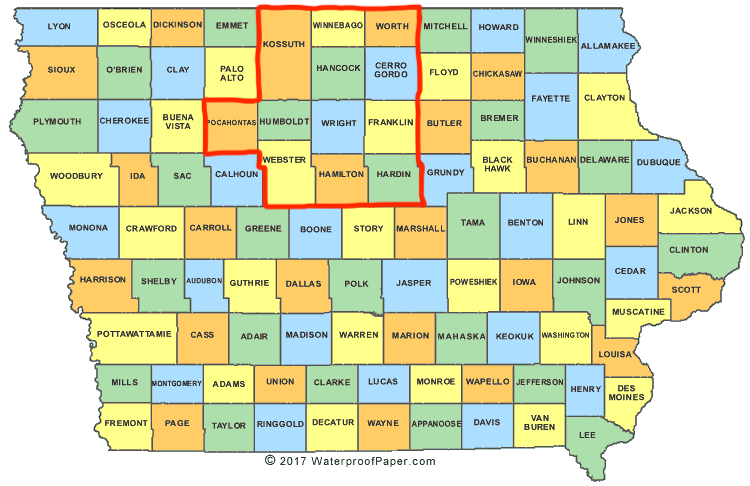 LYON
OSCEOLA
DICKINSON
EMMET
KOSSUTH
WINNEBAGO
WORTH
MITCHELL
HOWARD
WINNESHIEK
ALLAMAKEE
SIOUX
O'BRIEN
CLAY
PALO
ALTO
HANCOCK
CERRO
GORDO
FLOYD
CHICKASAW
PLYMOUTH
CHEROKEE
BUENA
VISTA
POCAHONTAS
HUMBOLDT
WRIGHT
FRANKLIN
BUTLER
BREMER
FAYETTE
CLAYTON
WOODBURY
IDA
SAC
CALHOUN
WEBSTER
HAMILTON
HARDIN
GRUNDY
BLACK
HAWK
BUCHANAN
DELAWARE
DUBUQUE
MONONA
CRAWFORD
CARROLL
GREENE
BOONE
STORY
MARSHALL
TAMA
BENTON
LINN
JONES
JACKSON
CLINTON
HARRISON
SHELBY
AUDUBON
GUTHRIE
DALLAS
POLK
JASPER
POWESHIEK
IOWA
JOHNSON
CEDAR
SCOTT
MUSCATINE
POTTAWATTAMIE
CASS
ADAIR
MADISON
WARREN
MARION
MAHASKA
KEOKUK
WASHINGTON
LOUISA
MILLS
MONTGOMERY
ADAMS
UNION
CLARKE
LUCAS
MONROE
WAPELLO
JEFFERSON
HENRY
DES
MOINES
FREMONT
PAGE
TAYLOR
RINGGOLD
DECATUR
WAYNE
APPANOOSE
DAVIS
VAN
BUREN
LEE
© 2017 WaterproofPaper.com